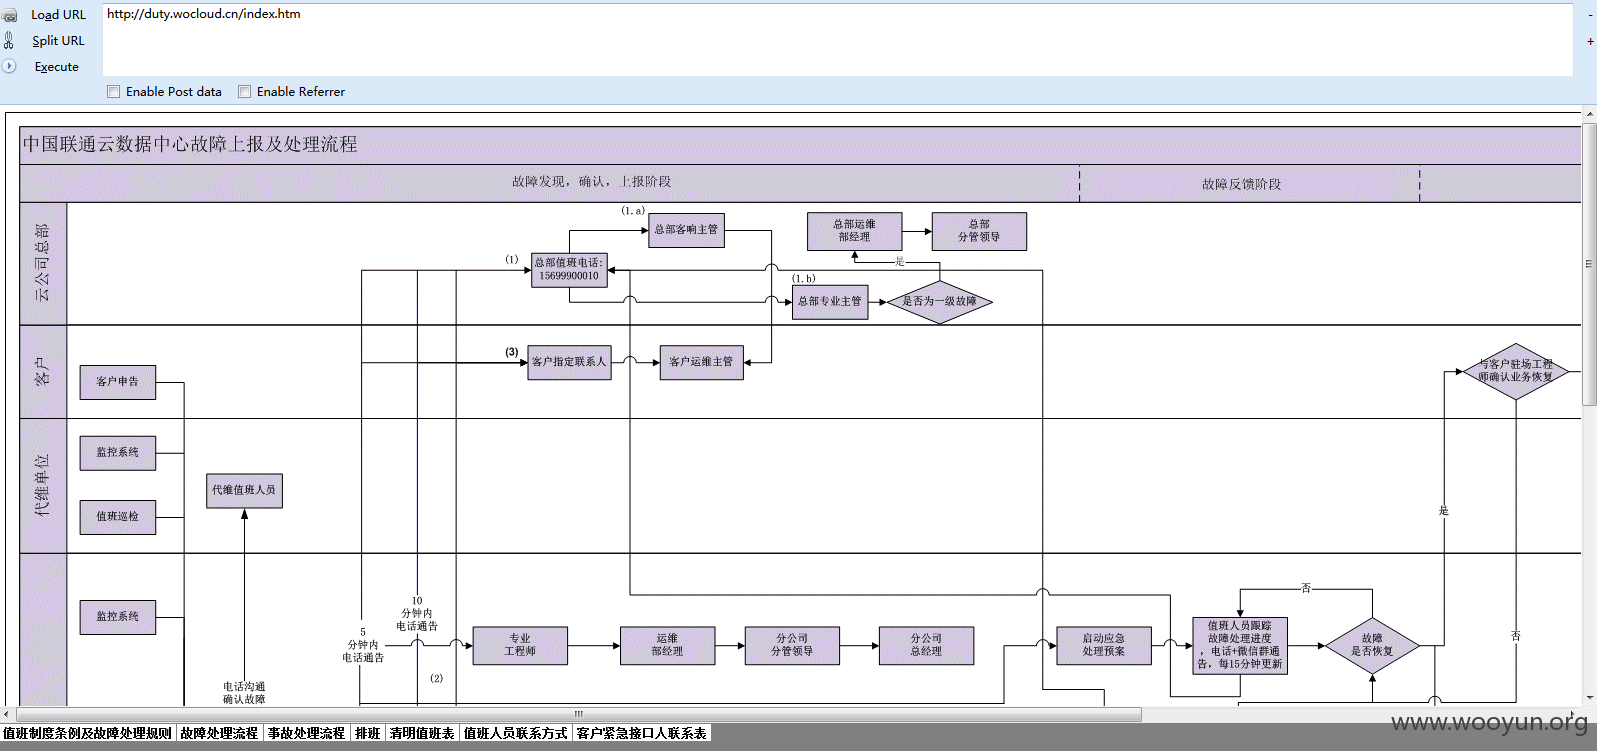 Load URL
http://duty.wocloud.cn/index.htm
-
Split URL
+
Execute
Enable Post data
Enable Referrer
中国联通云数据中心故障上报及处理流程
故障发现，确认，上报阶段
故障反馈阶段
云公司总部
(1.a)
总部客响主管
总部运维
部经理
总部
分管领导
(1)
总部值班电话：
15699900010
是
(1.b)
总部专业主管
是否为一级故障
客户
(3)
客户指定联系人
客户运维主管
客户申告
与客户驻场工程
师确认业务恢复
代维单位
监控系统
代维值班人员
值班巡检
是
监控系统
10
分钟内
电话通告
5
分钟内
电话通告
(2)
专业
工程师
运维
部经理
分公司
分管领导
分公司
总经理
启动应急
处理预案
否
值班人员跟踪
故障处理进度
，电话+微信群通
告，每15分钟更新
故障
是否恢复
否
电话沟通
确认故障
www.wooyun.org
值班制度条例及故障处理规则
故障处理流程
事故处理流程
排班
清明值班表
值班人员联系方式
客户紧急接口人联系表